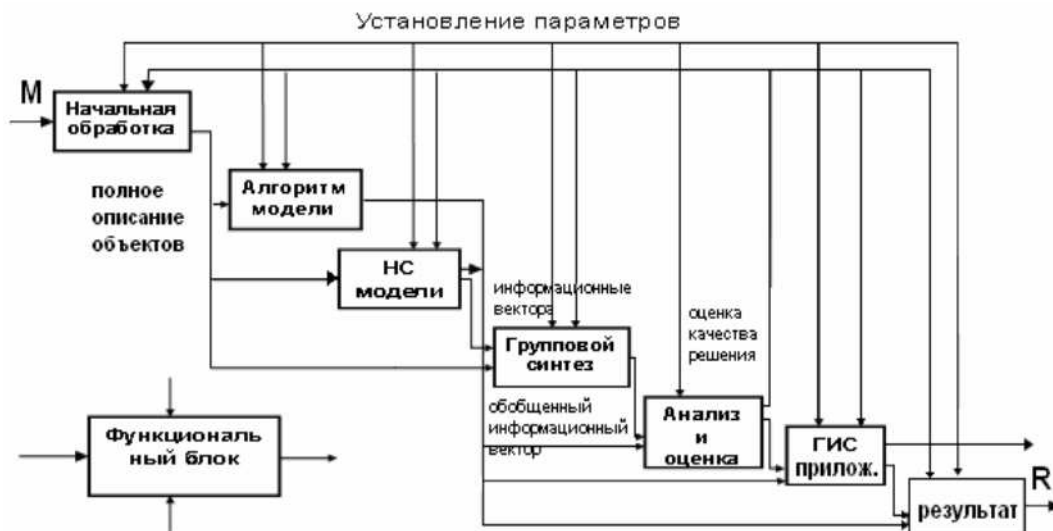 Установление параметров
М
Начальная
обработка
полное
описание
объектов
Алгоритм
модели
НС
модели
информационные
вектора
Групповой
синтез
оценка
качества
решения
обобщенный
информационный
вектор
Анализ
и
оценка
ГИС
прилож.
R
результат
Функциональ
ный блок